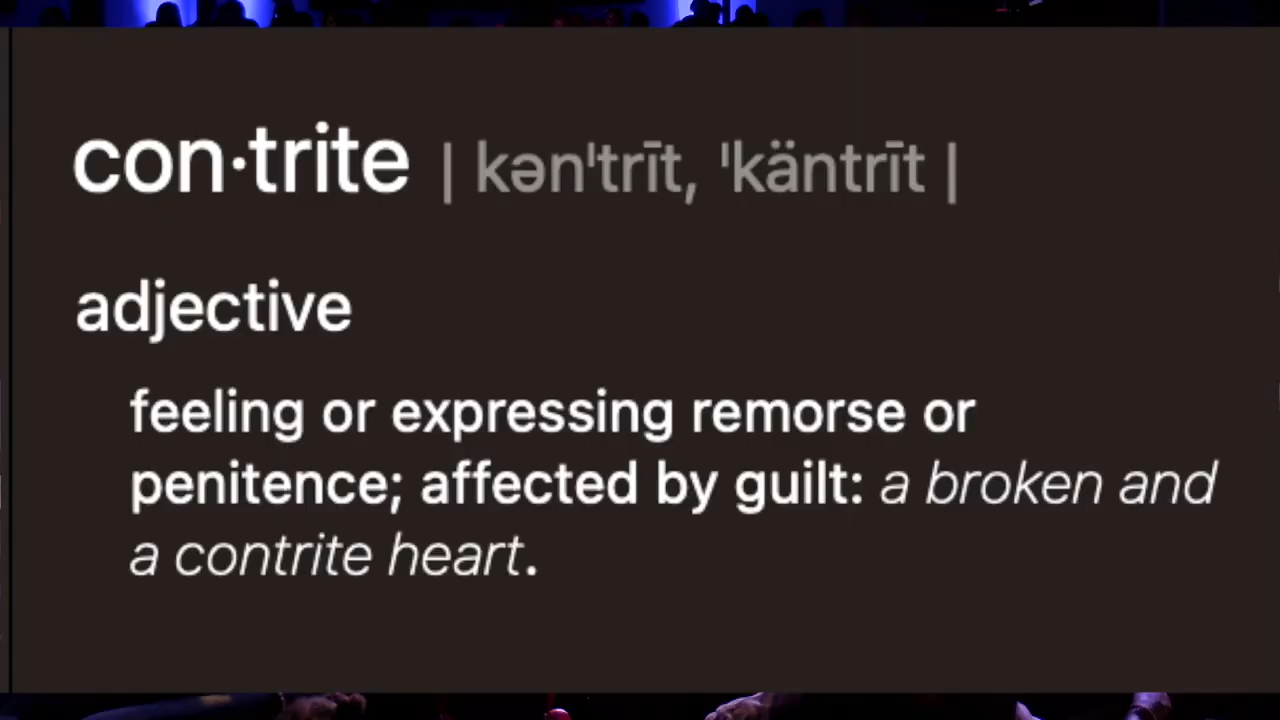 con·trite | kənˈtrīt, ˈkäntrīt |
adjective
feeling or expressing remorse or
penitence; affected by guilt: a broken and
a contrite heart.